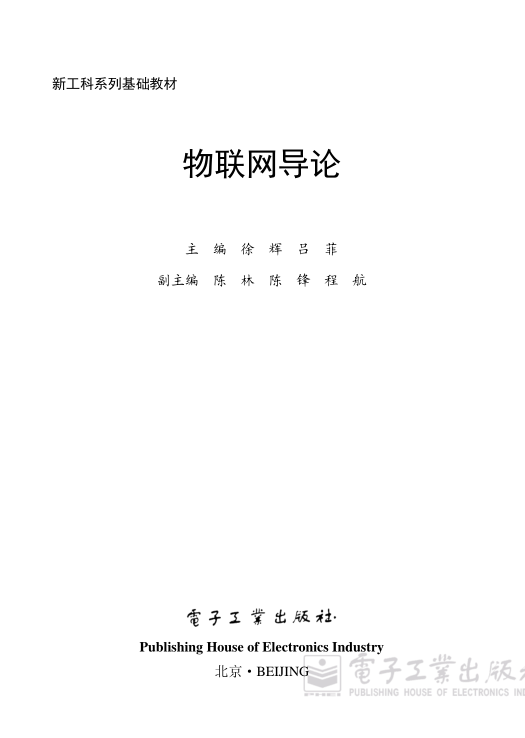 新工科系列基础教材
物联网导论
主 编 徐 辉 吕 菲
副主编 陈 林 陈 锋 程 航
電子工業出版社·
Publishing House of Electronics Industry
北京·BEIJING
電子工業出版社
PUBLISHING HOUSE OF ELECTRONICS INDUS